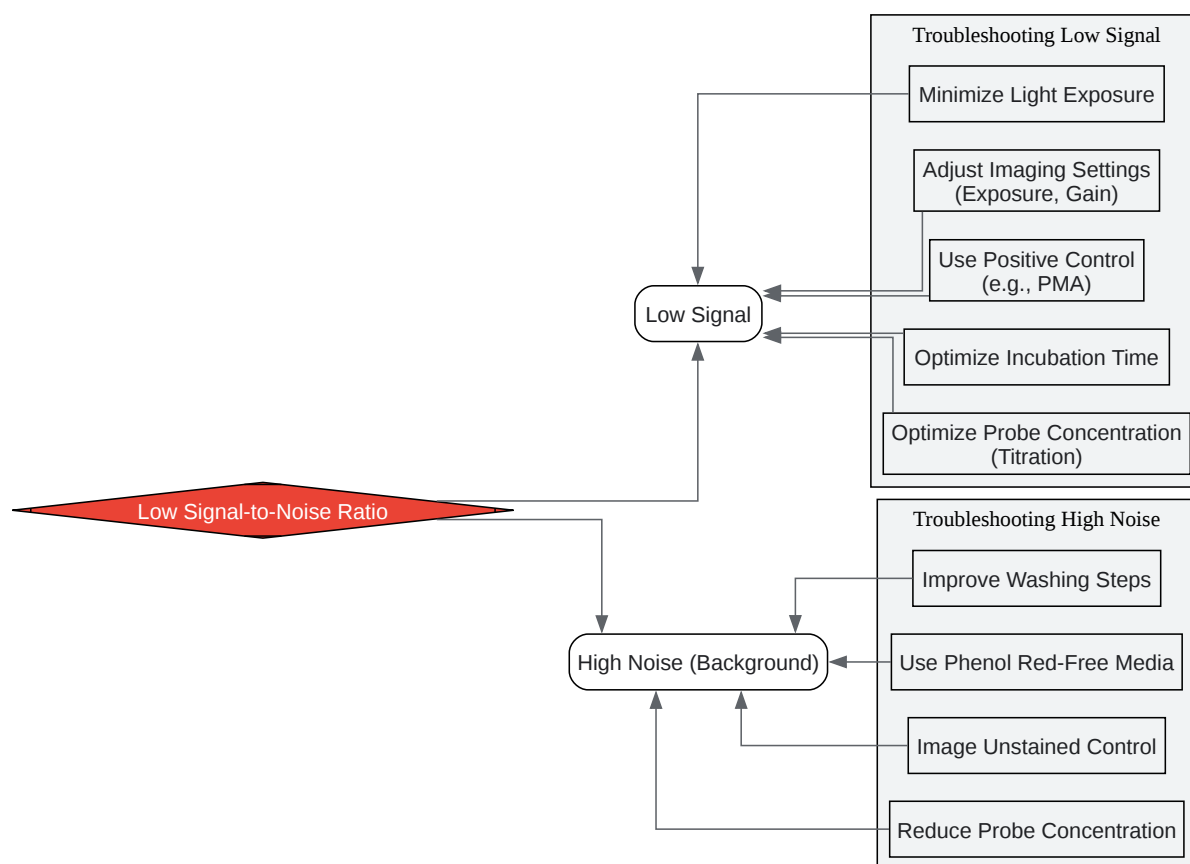 Troubleshooting Low Signal
Minimize Light Exposure
Adjust Imaging Settings
(Exposure, Gain)
Use Positive Control
(e.g., PMA)
Low Signal
Optimize Incubation Time
Optimize Probe Concentration
(Titration)
Low Signal-to-Noise Ratio
Troubleshooting High Noise
Improve Washing Steps
High Noise (Background)
Use Phenol Red-Free Media
Image Unstained Control
Reduce Probe Concentration